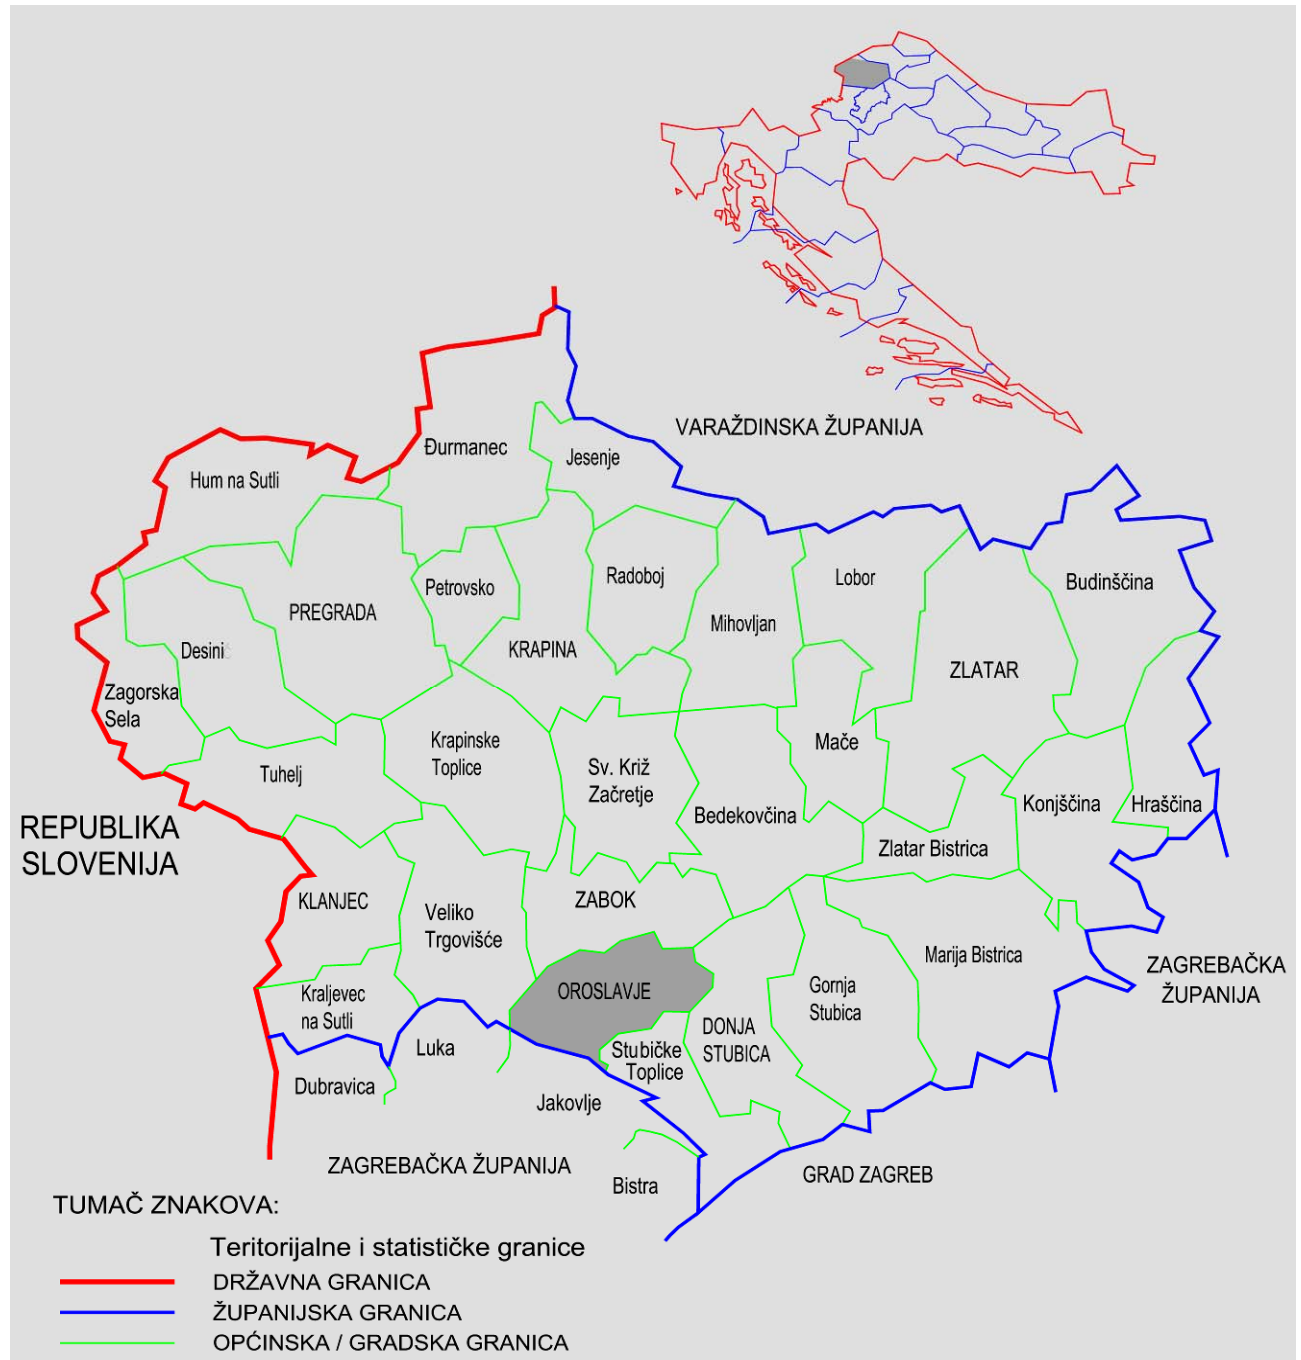 VARAŽDINSKA ŽUPANIJA
Đurmanec
Jesenje
Hum na Sutli
Petrovsko
Radoboj
Lobor
Budinščina
PREGRADA
Mihovljan
Desinić
KRAPINA
ZLATAR
Zagorska
Sela
Krapinske
Toplice
Mače
Tuhelj
Sv. Križ
Začretje
Bedekovčina
Konjščina
Hraščina
REPUBLIKA
SLOVENIJA
Zlatar Bistrica
KLANJEC
ZABOK
Veliko
Trgovišće
Marija Bistrica
ZAGREBAČKA
ŽUPANIJA
Kraljevec
na Sutli
OROSLAVJE
Gornja
Stubica
DONJA
STUBICA
Luka
Stubičke
Toplice
Dubravica
Jakovlje
ZAGREBAČKA ŽUPANIJA
Bistra
GRAD ZAGREB
TUMAČ ZNAKOVA:
Teritorijalne i statističke granice
DRŽAVNA GRANICA
ŽUPANIJSKA GRANICA
OPĆINSKA / GRADSKA GRANICA